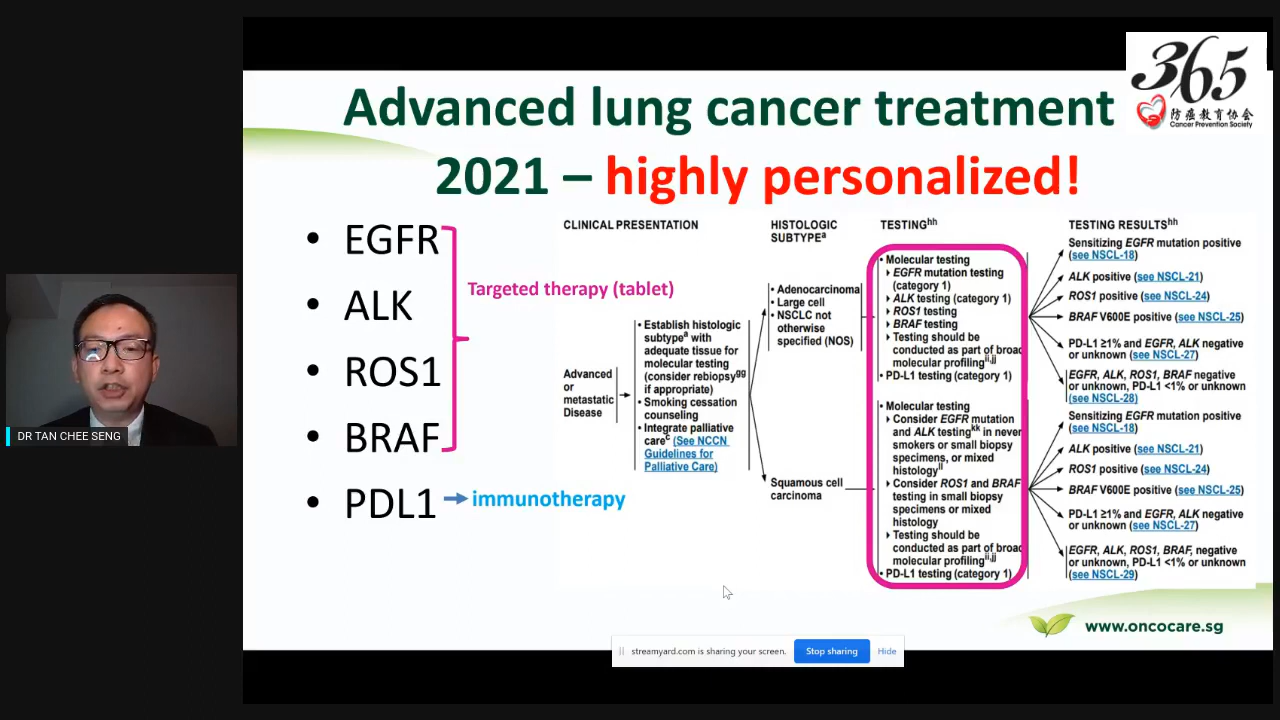 Advanced lung cancer treatment
2021 – highly personalized!
365
防癌教育协会
Cancer Prevention Society
• EGFR
• ALK
• ROS1
• BRAF
• PDL1
Targeted therapy (tablet)
immunotherapy
CLINICAL PRESENTATION
Advanced
or
metastatic
Disease
• Establish histologic
subtypeᵃ with
adequate tissue for
molecular testing
(consider rebiopsyᵍᵍ
if appropriate)
• Smoking cessation
counseling
• Integrate palliative
careᶜ (See NCCN
Guidelines for
Palliative Care)
HISTOLOGIC
SUBTYPEᵃ
• Adenocarcinoma
• Large cell
• NSCLC not
otherwise
specified (NOS)
Squamous cell
carcinoma
TESTINGʰʰ
• Molecular testing
EGFR mutation testing
(category 1)
ALK testing (category 1)
ROS1 testing
BRAF testing
Testing should be
conducted as part of broad
molecular profilingⁱⁱ,ʲʲ
• PD-L1 testing (category 1)
• Molecular testing
Consider EGFR mutation
and ALK testingᵏᵏ in never
smokers or small biopsy
specimens, or mixed
histologyⁱⁱ
Consider ROS1 and BRAF
testing in small biopsy
specimens or mixed
histology
Testing should be
conducted as part of broad
molecular profilingⁱⁱ,ʲʲ
• PD-L1 testing (category 1)
TESTING RESULTSʰʰ
Sensitizing EGFR mutation positive
(see NSCL-18)
ALK positive (see NSCL-21)
ROS1 positive (see NSCL-24)
BRAF V600E positive (see NSCL-25)
PD-L1 ≥1% and EGFR, ALK negative
or unknown (see NSCL-27)
EGFR, ALK, ROS1, BRAF negative
or unknown, PD-L1 <1% or unknown
(see NSCL-28)
Sensitizing EGFR mutation positive
(see NSCL-18)
ALK positive (see NSCL-21)
ROS1 positive (see NSCL-24)
BRAF V600E positive (see NSCL-25)
PD-L1 ≥1% and EGFR, ALK negative
or unknown (see NSCL-27)
EGFR, ALK, ROS1, BRAF, negative
or unknown, PD-L1 <1% or unknown
(see NSCL-29)
DR TAN CHEE SENG
www.oncocare.sg
streamyard.com is sharing your screen.
Stop sharing
Hide